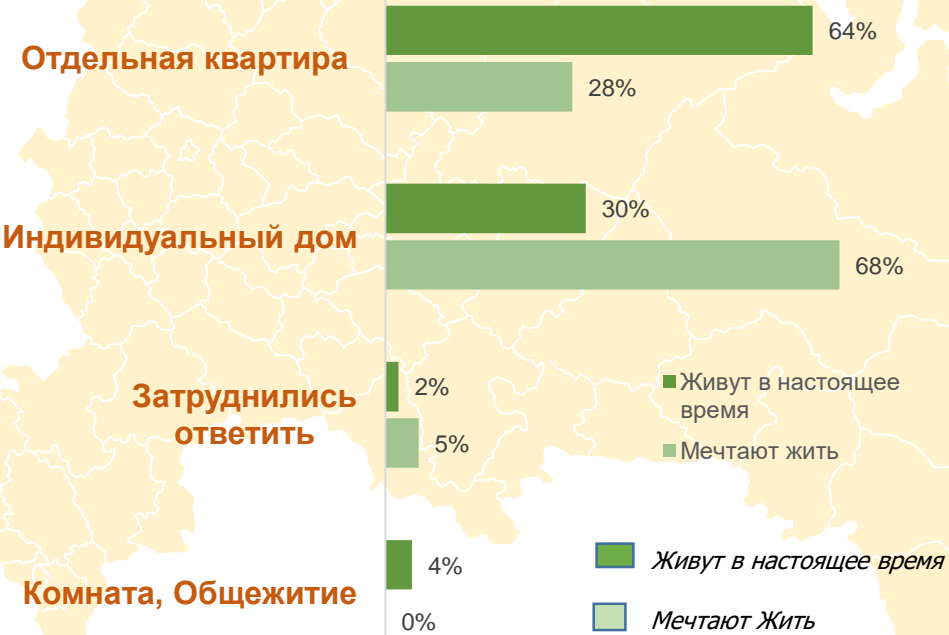 64%
Отдельная квартира
28%
30%
Индивидуальный дом
68%
2%
Затруднились
ответить
5%
Живут в настоящее
время
Мечтают жить
4%
Комната, Общежитие
0%
Живут в настоящее время
Мечтают Жить